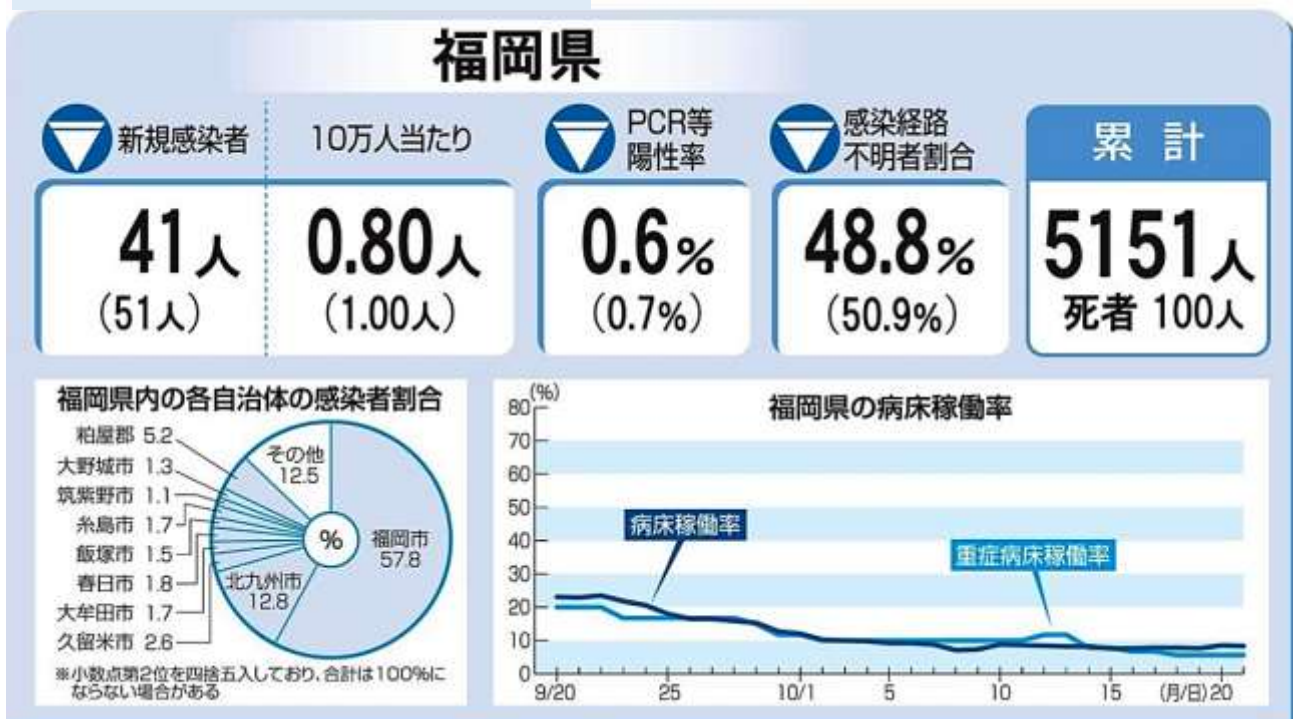 福岡県
新規感染者
10万人当たり
PCR等
陽性率
感染経路
不明者割合
累計
41人
(51人)
0.80人
(1.00人)
0.6%
(0.7%)
48.8%
(50.9%)
5151人
死者 100人
福岡県内の各自治体の感染者割合
粕屋郡 5.2
大野城市 1.3
筑紫野市 1.1
糸島市 1.7
飯塚市 1.5
春日市 1.8
大牟田市 1.7
久留米市 2.6
その他
12.5
%
福岡市
57.8
北九州市
12.8
※小数点第2位を四捨五入しており、合計は100%に
ならない場合がある
福岡県の病床稼働率
(%)
80
70
60
50
40
30
20
10
0
病床稼働率
重症病床稼働率
9/20 25 10/1 5 10 15 (月/日)20